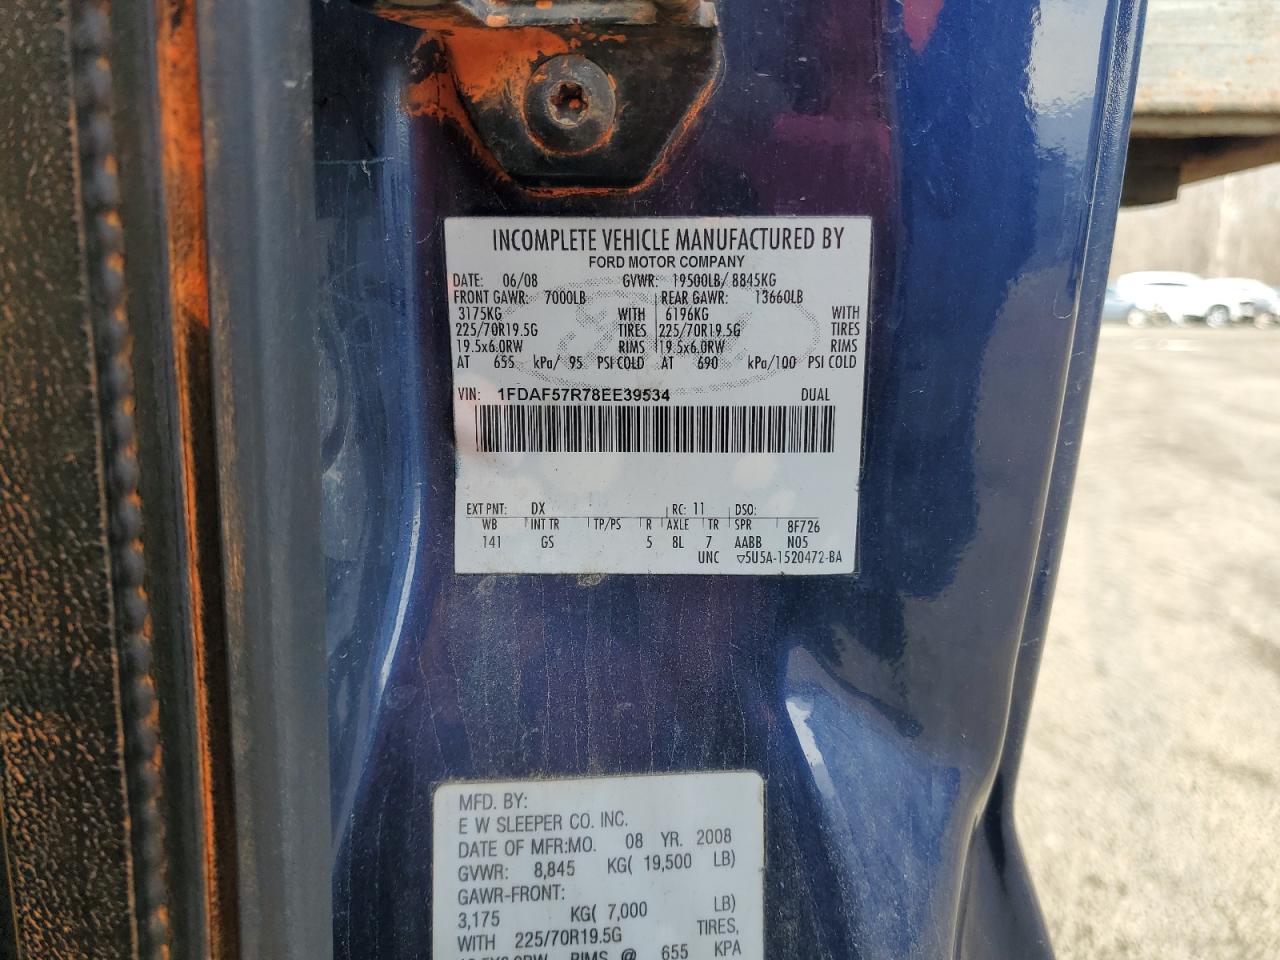 INCOMPLETE VEHICLE MANUFACTURED BY
FORD MOTOR COMPANY
DATE: 06/08 GVWR: 19500LB/ 8845KG
FRONT GAWR: 7000LB REAR GAWR: 13660LB
3175KG WITH 6196KG WITH
225/70R19.5G TIRES 225/70R19.5G TIRES
19.5x6.0RW RIMS 19.5x6.0RW RIMS
AT 655 kPa/ 95 PSI COLD AT 690 kPa/100 PSI COLD
VIN: 1FDAF57R78EE39534 DUAL
EXT PNT: DX RC: 11 DSO:
WB INT TR TP/PS R AXLE TR SPR 8F726
141 GS 5 8L 7 AABB N05
UNC ▽5U5A-1520472-BA
MFD. BY:
E W SLEEPER CO. INC.
DATE OF MFR:MO. 08 YR. 2008
GVWR: 8,845 KG( 19,500 LB)
GAWR-FRONT:
3,175 KG( 7,000 LB)
WITH 225/70R19.5G TIRES,
19.5X6.0RW RIMS @ 655 KPA